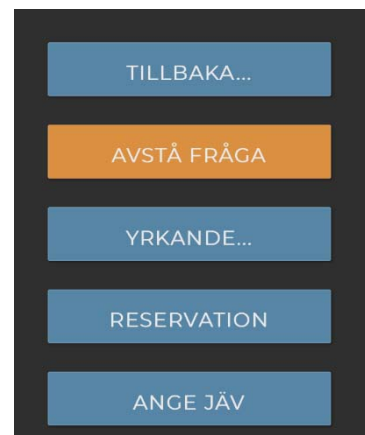 TILLBAKA...
AVSTÅ FRÅGA
YRKANDE...
RESERVATION
ANGE JÄV